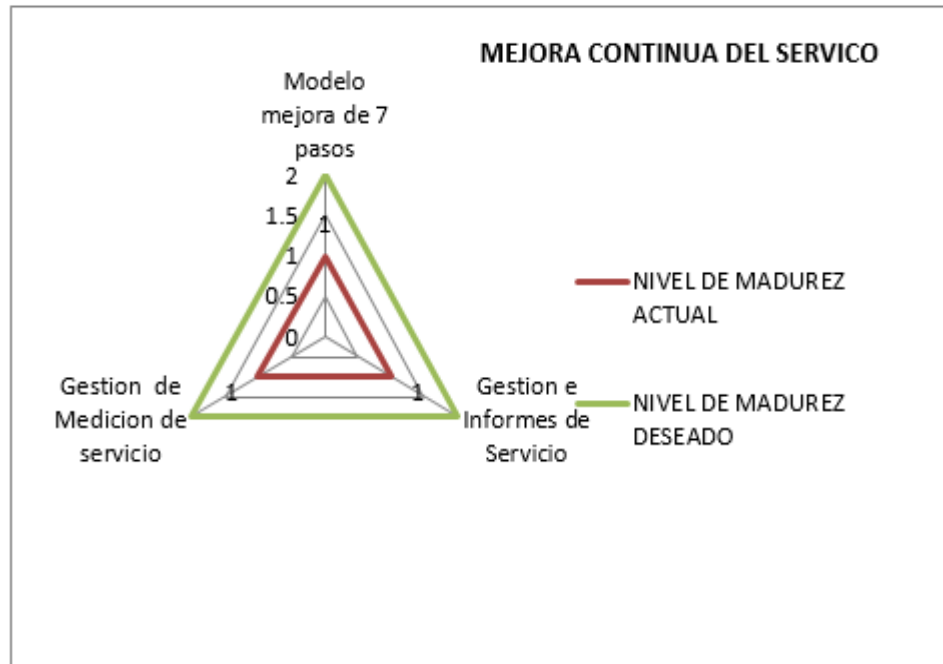 MEJORA CONTINUA DEL SERVICO
Modelo
mejora de 7
pasos
2
1.5
1
1
0.5
0
1
1
Gestion de
Medicion de
servicio
Gestion e
Informes de
Servicio
NIVEL DE MADUREZ
ACTUAL
NIVEL DE MADUREZ
DESEADO